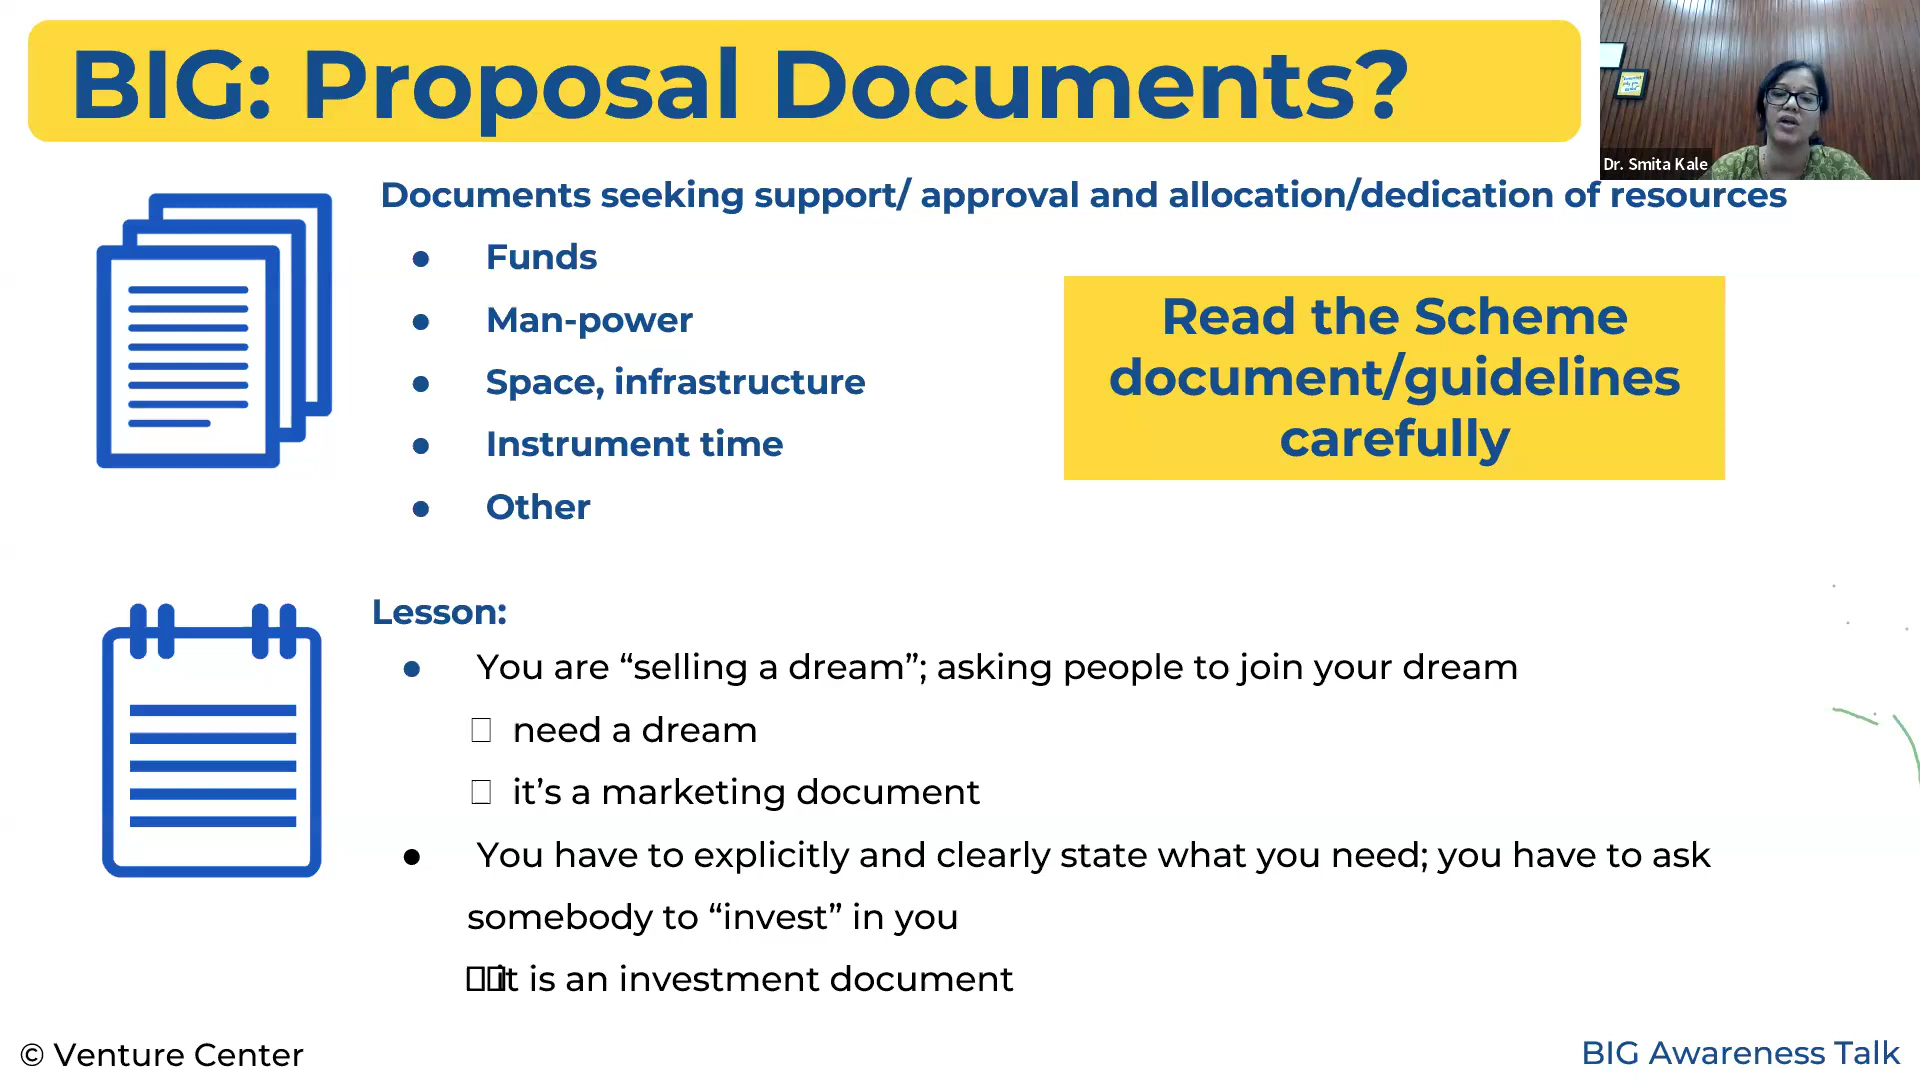 BIG: Proposal Documents?
Dr. Smita Kale
Documents seeking support/ approval and allocation/dedication of resources
● Funds
● Man-power
● Space, infrastructure
● Instrument time
● Other
Read the Scheme
document/guidelines
carefully
Lesson:
● You are “selling a dream”; asking people to join your dream
need a dream
it’s a marketing document
● You have to explicitly and clearly state what you need; you have to ask
somebody to “invest” in you
it is an investment document
© Venture Center
BIG Awareness Talk